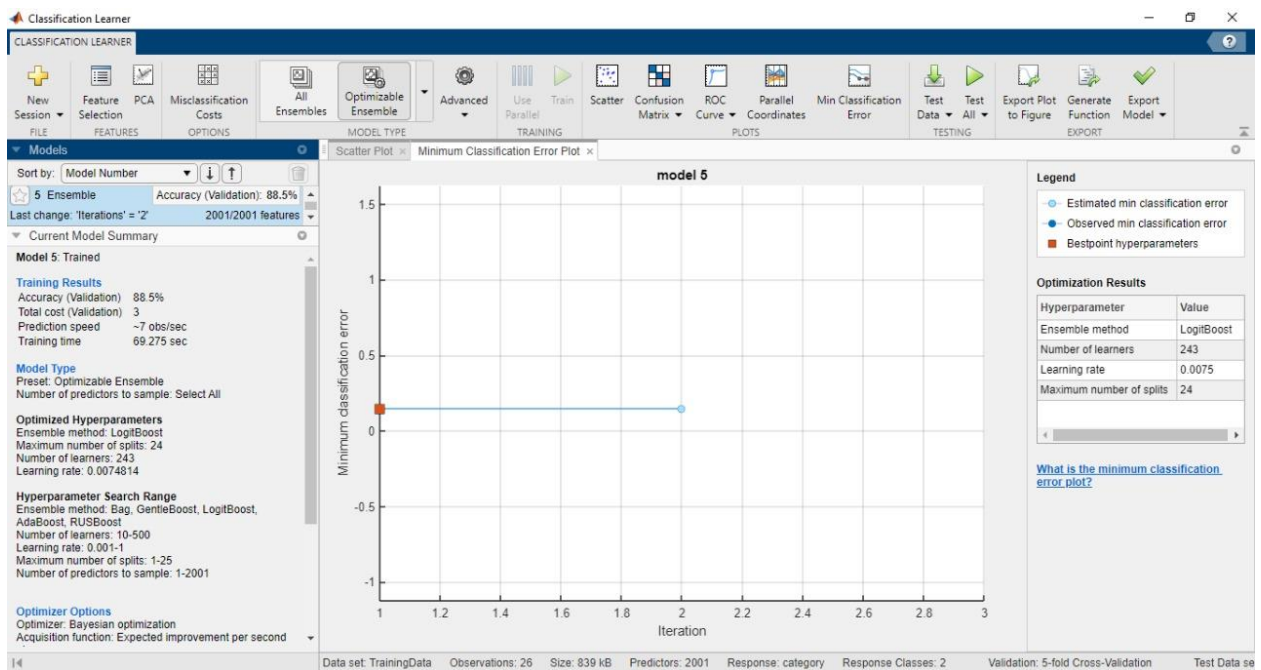 Classification Learner
CLASSIFICATION LEARNER
New Session
Feature Selection
PCA
Misclassification Costs
All Ensembles
Optimizable Ensemble
Advanced
Use Parallel
Train
Scatter
Confusion Matrix
ROC Curve
Parallel Coordinates
Min Classification Error
Test Data
Test All
Export Plot to Figure
Generate Function
Export Model
FILE
FEATURES
OPTIONS
MODEL TYPE
TRAINING
PLOTS
TESTING
EXPORT
Models
Sort by: Model Number
5 Ensemble Accuracy (Validation): 88.5%
Last change: 'Iterations' = '2' 2001/2001 features
Current Model Summary
Model 5: Trained
Training Results
Accuracy (Validation) 88.5%
Total cost (Validation) 3
Prediction speed ~7 obs/sec
Training time 69.275 sec
Model Type
Preset: Optimizable Ensemble
Number of predictors to sample: Select All
Optimized Hyperparameters
Ensemble method: LogitBoost
Maximum number of splits: 24
Number of learners: 243
Learning rate: 0.0074814
Hyperparameter Search Range
Ensemble method: Bag, GentleBoost, LogitBoost,
AdaBoost, RUSBoost
Number of learners: 10-500
Learning rate: 0.001-1
Maximum number of splits: 1-25
Number of predictors to sample: 1-2001
Optimizer Options
Optimizer: Bayesian optimization
Acquisition function: Expected improvement per second
Scatter Plot × Minimum Classification Error Plot ×
model 5
Minimum classification error
1.5
1
0.5
0
-0.5
-1
1 1.2 1.4 1.6 1.8 2 2.2 2.4 2.6 2.8 3
Iteration
Legend
Estimated min classification error
Observed min classification error
Bestpoint hyperparameters
Optimization Results
Hyperparameter Value
Ensemble method LogitBoost
Number of learners 243
Learning rate 0.0075
Maximum number of splits 24
What is the minimum classification
error plot?
Data set: TrainingData Observations: 26 Size: 839 kB Predictors: 2001 Response: category Response Classes: 2 Validation: 5-fold Cross-Validation Test Data se